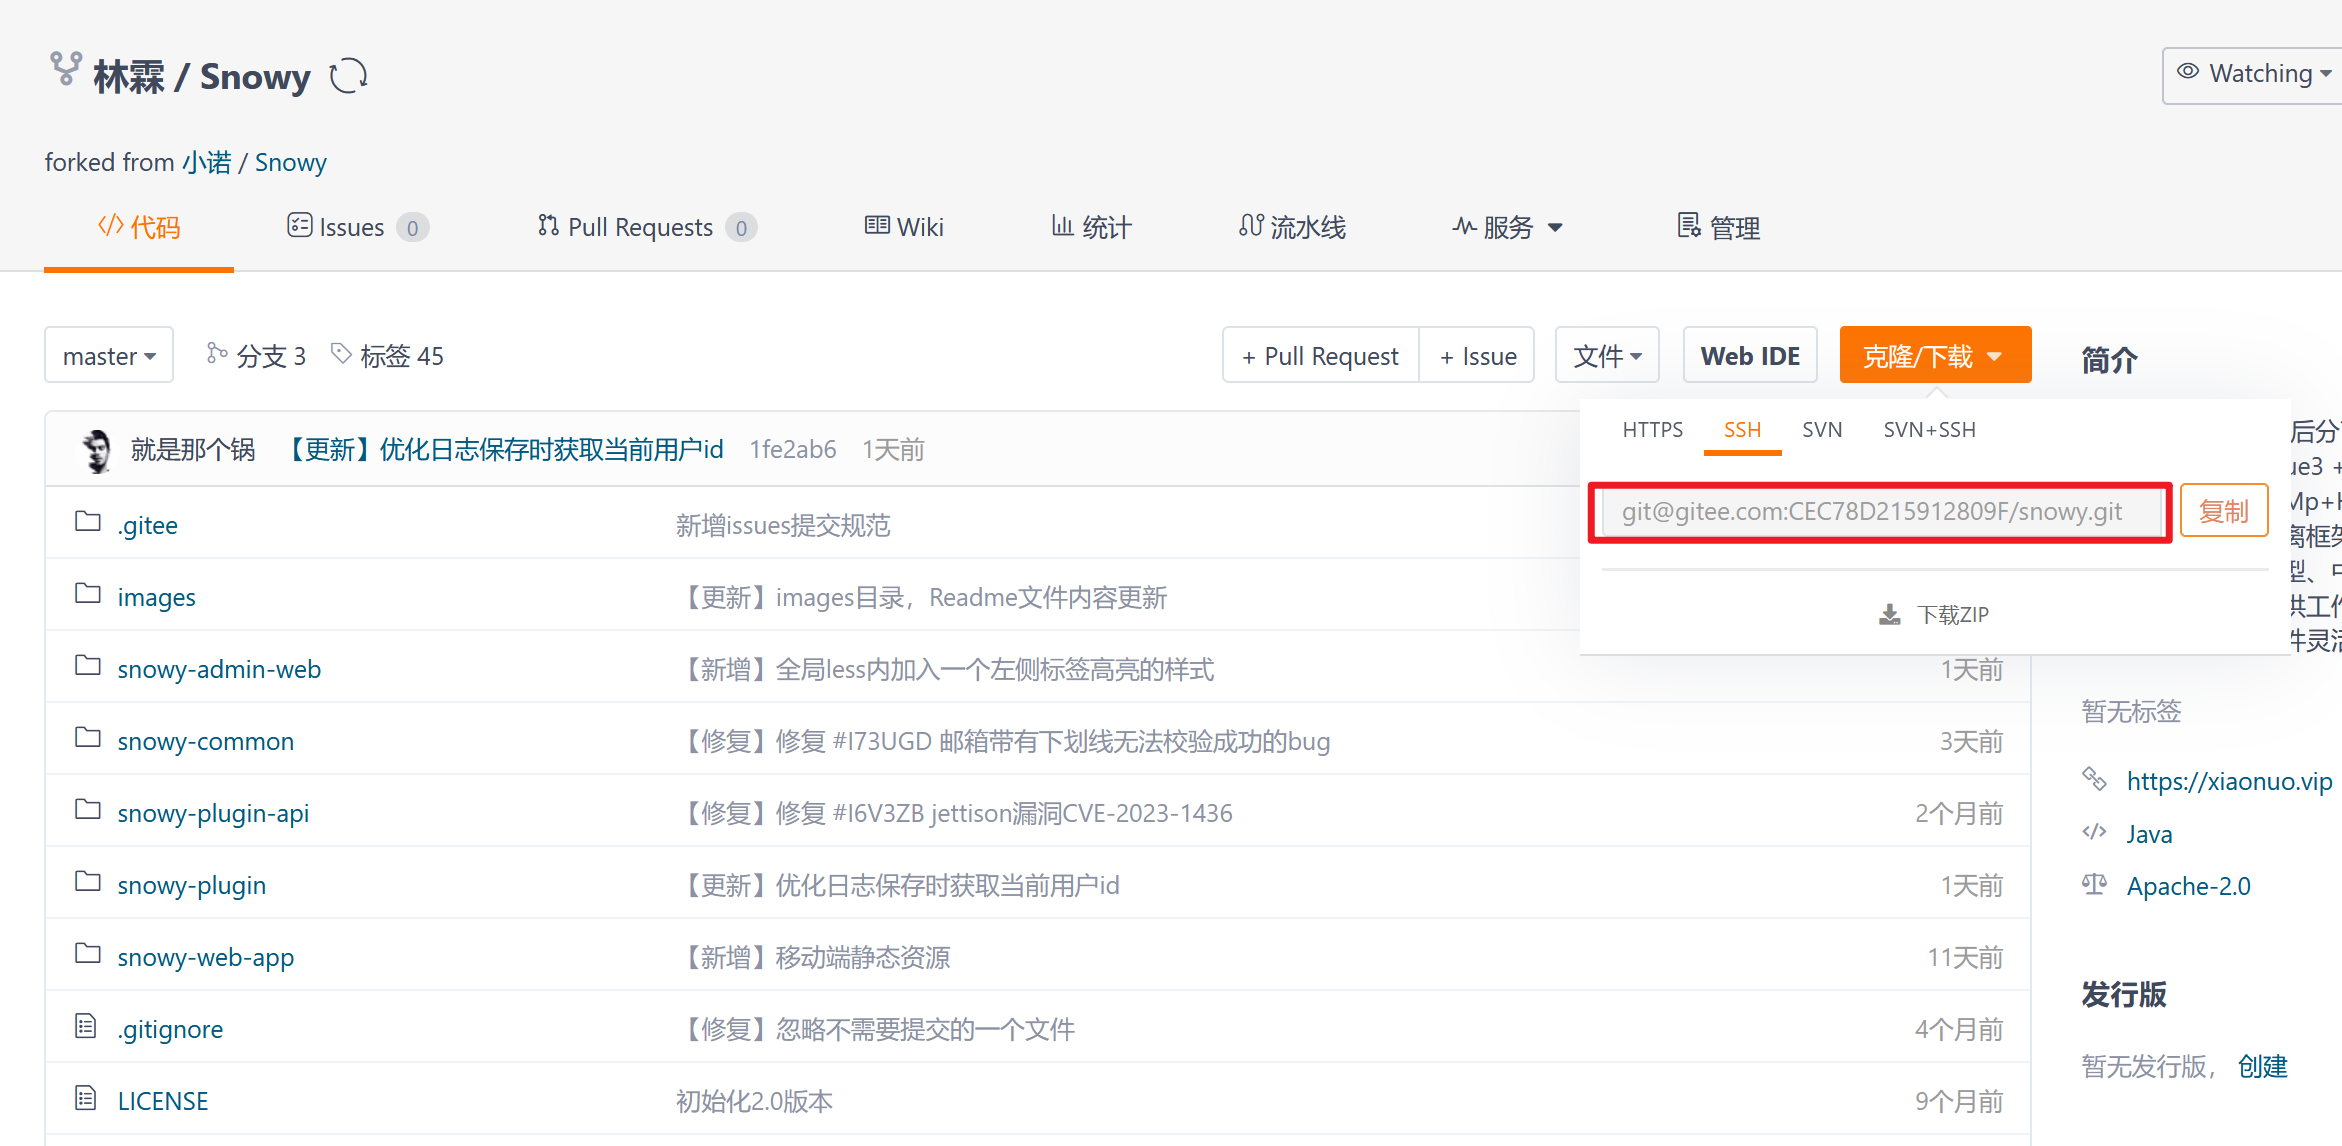 林霖 / Snowy
Watching
forked from 小诺 / Snowy
代码 Issues 0 Pull Requests 0 Wiki 统计 流水线 服务 管理
master 分支 3 标签 45 + Pull Request + Issue 文件 Web IDE 克隆/下载
简介
HTTPS SSH SVN SVN+SSH
git@gitee.com:CEC78D215912809F/snowy.git 复制
下载ZIP
就是那个锅 【更新】优化日志保存时获取当前用户id 1fe2ab6 1天前
.gitee 新增issues提交规范
images 【更新】images目录，Readme文件内容更新
snowy-admin-web 【新增】全局less内加入一个左侧标签高亮的样式 1天前
snowy-common 【修复】修复 #I73UGD 邮箱带有下划线无法校验成功的bug 3天前
snowy-plugin-api 【修复】修复 #I6V3ZB jettison漏洞CVE-2023-1436 2个月前
snowy-plugin 【更新】优化日志保存时获取当前用户id 1天前
snowy-web-app 【新增】移动端静态资源 11天前
.gitignore 【修复】忽略不需要提交的一个文件 4个月前
LICENSE 初始化2.0版本 9个月前
后分
ue3 +
Mp+H
离框架
型、中
供工作
件灵活
暂无标签
https://xiaonuo.vip
Java
Apache-2.0
发行版
暂无发行版， 创建